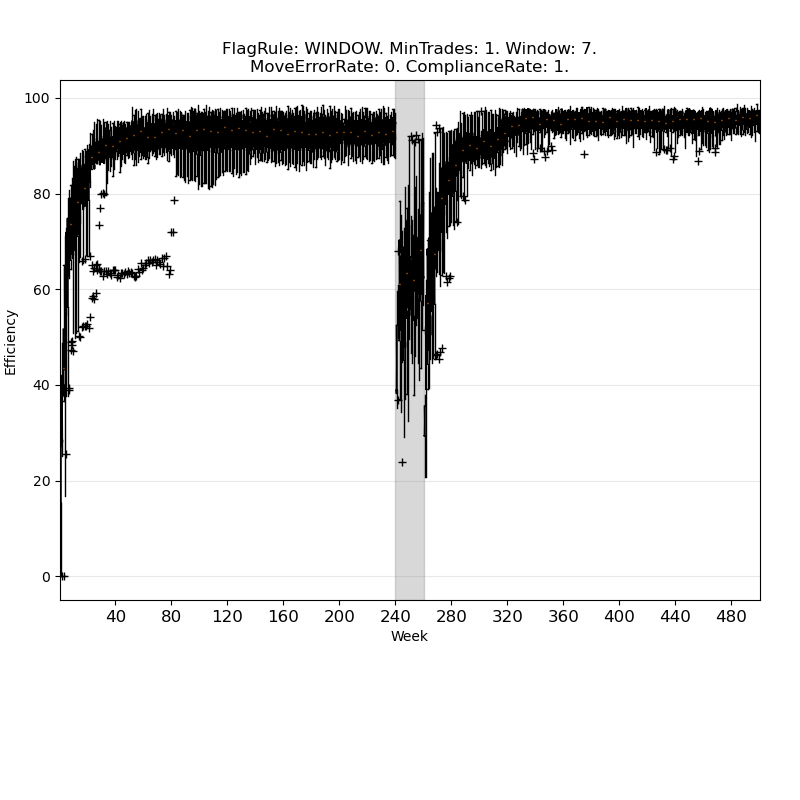 FlagRule: WINDOW. MinTrades: 1. Window: 7.
MoveErrorRate: 0. ComplianceRate: 1.
100
80
60
40
20
0
Efficiency
40 80 120 160 200 240 280 320 360 400 440 480
Week